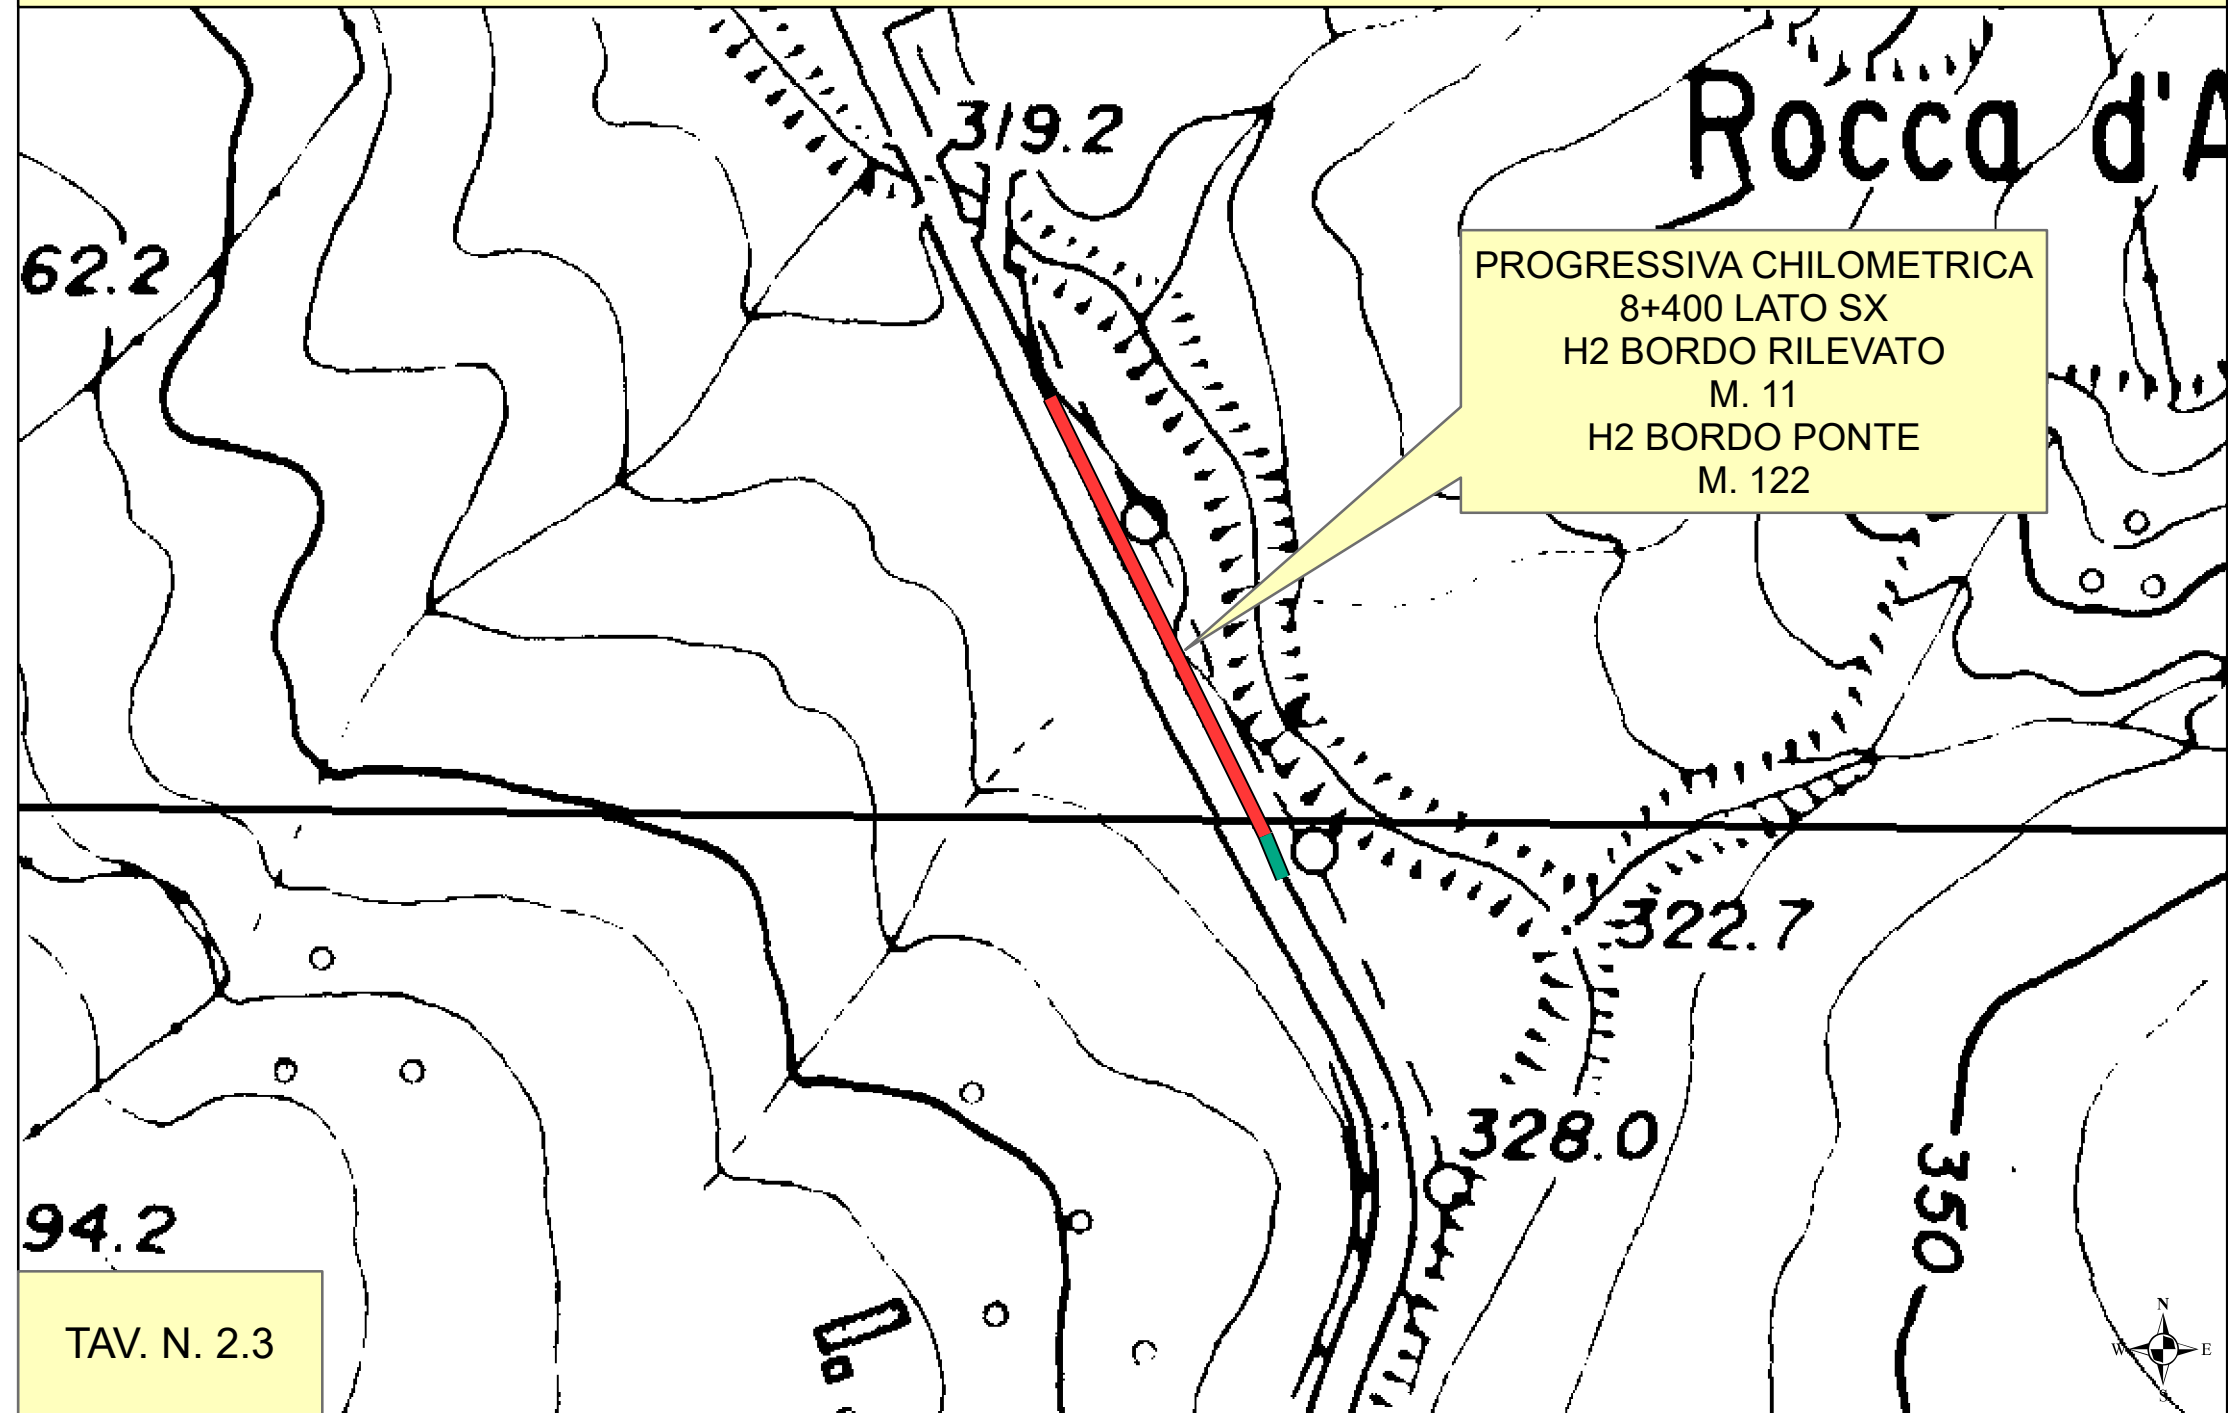 319.2
Rocca d'A
62.2
PROGRESSIVA CHILOMETRICA
8+400 LATO SX
H2 BORDO RILEVATO
M. 11
H2 BORDO PONTE
M. 122
322.7
328.0
350
94.2
TAV. N. 2.3
N
W E
S